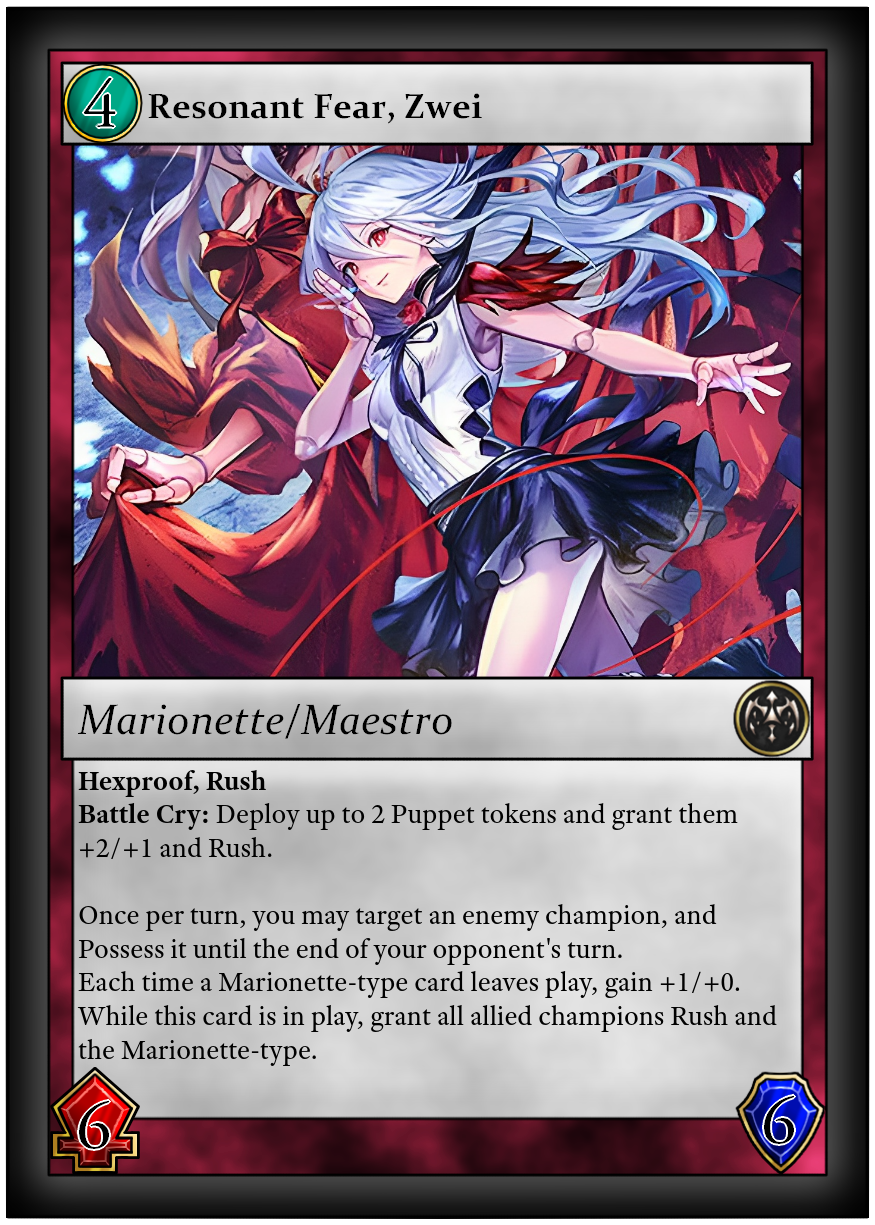 4
Resonant Fear, Zwei
Marionette/Maestro
Hexproof, Rush
Battle Cry: Deploy up to 2 Puppet tokens and grant them
+2/+1 and Rush.
Once per turn, you may target an enemy champion, and
Possess it until the end of your opponent's turn.
Each time a Marionette-type card leaves play, gain +1/+0.
While this card is in play, grant all allied champions Rush and
the Marionette-type.
6
6